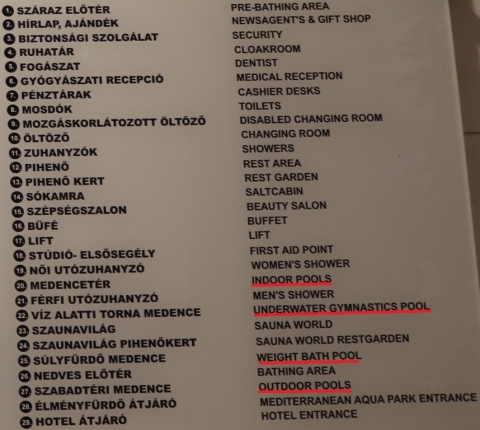 1. SZÁRAZ ELŐTÉR PRE-BATHING AREA
2. HÍRLAP, AJÁNDÉK NEWSAGENT'S & GIFT SHOP
3. BIZTONSÁGI SZOLGÁLAT SECURITY
4. RUHATÁR CLOAKROOM
5. FOGÁSZAT DENTIST
6. GYÓGYÁSZATI RECEPCIÓ MEDICAL RECEPTION
7. PÉNZTÁRAK CASHIER DESKS
8. MOSDÓK TOILETS
9. MOZGÁSKORLÁTOZOTT ÖLTÖZŐ DISABLED CHANGING ROOM
10. ÖLTÖZŐ CHANGING ROOM
11. ZUHANYZÓK SHOWERS
12. PIHENŐ REST AREA
13. PIHENŐ KERT REST GARDEN
14. SÓKAMRA SALTCABIN
15. SZÉPSÉGSZALON BEAUTY SALON
16. BÜFÉ BUFFET
17. LIFT LIFT
18. STÚDIÓ- ELSŐSEGÉLY FIRST AID POINT
19. NŐI UTÓZUHANYZÓ WOMEN'S SHOWER
20. MEDENCETÉR INDOOR POOLS
21. FÉRFI UTÓZUHANYZÓ MEN'S SHOWER
22. VÍZ ALATTI TORNA MEDENCE UNDERWATER GYMNASTICS POOL
23. SZAUNAVILÁG SAUNA WORLD
24. SZAUNAVILÁG PIHENŐKERT SAUNA WORLD RESTGARDEN
25. SÚLYFÜRDŐ MEDENCE WEIGHT BATH POOL
26. NEDVES ELŐTÉR BATHING AREA
27. SZABADTÉRI MEDENCE OUTDOOR POOLS
28. ÉLMÉNYFÜRDŐ ÁTJÁRÓ MEDITERRANEAN AQUA PARK ENTRANCE
29. HOTEL ÁTJÁRÓ HOTEL ENTRANCE